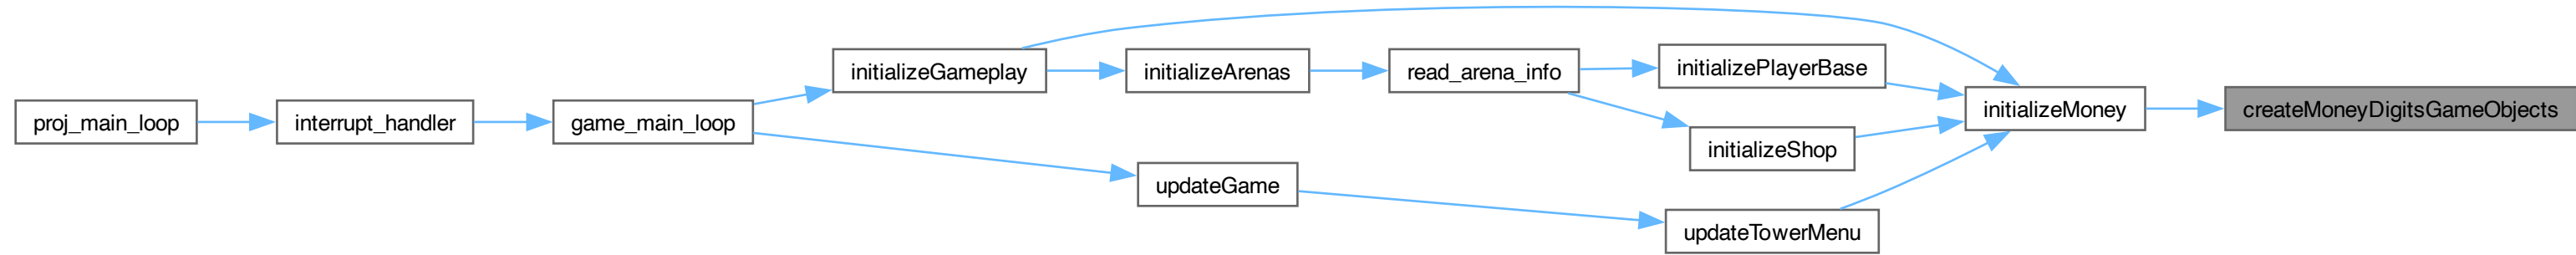 proj_main_loop
interrupt_handler
game_main_loop
initializeGameplay
initializeArenas
read_arena_info
initializePlayerBase
initializeShop
updateGame
updateTowerMenu
initializeMoney
createMoneyDigitsGameObjects